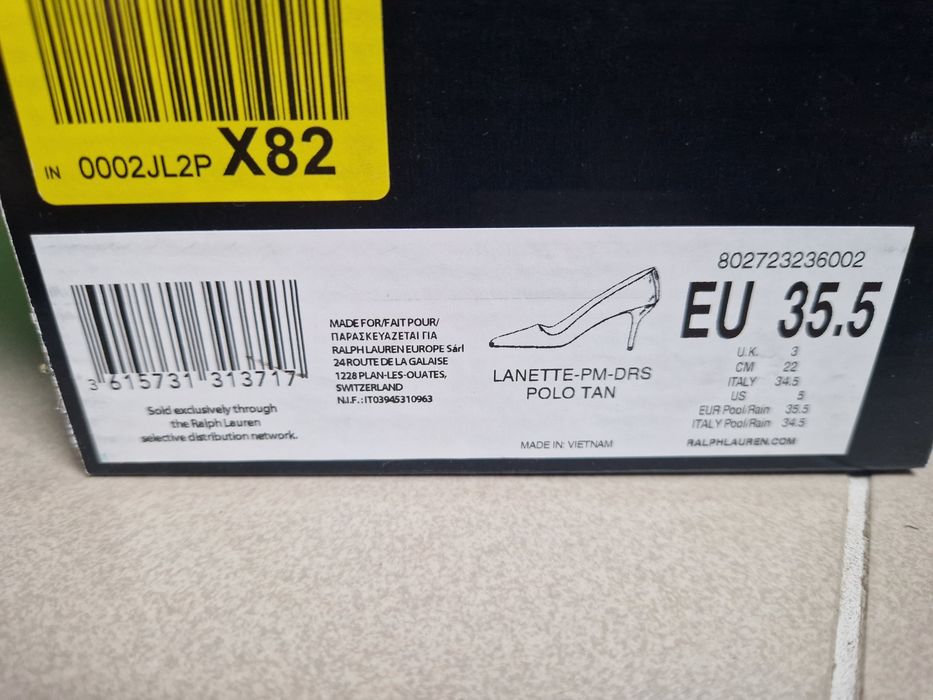 IN 0002JL2P X82
3 615731 313717
Sold exclusively through
the Ralph Lauren
selective distribution network.
MADE FOR/FAIT POUR/
ΠΑΡΑΣΚΕΥΑΖΕΤΑΙ ΓΙΑ
RALPH LAUREN EUROPE Sárl
24 ROUTE DE LA GALAISE
1228 PLAN-LES-OUATES,
SWITZERLAND
N.I.F.:IT03945310963
LANETTE-PM-DRS
POLO TAN
MADE IN: VIETNAM
802723236002
EU 35.5
U.K. 3
CM 22
ITALY 34.5
US 5
EUR Pool/Rain 35.5
ITALY Pool/Rain 34.5
RALPHLAUREN.COM